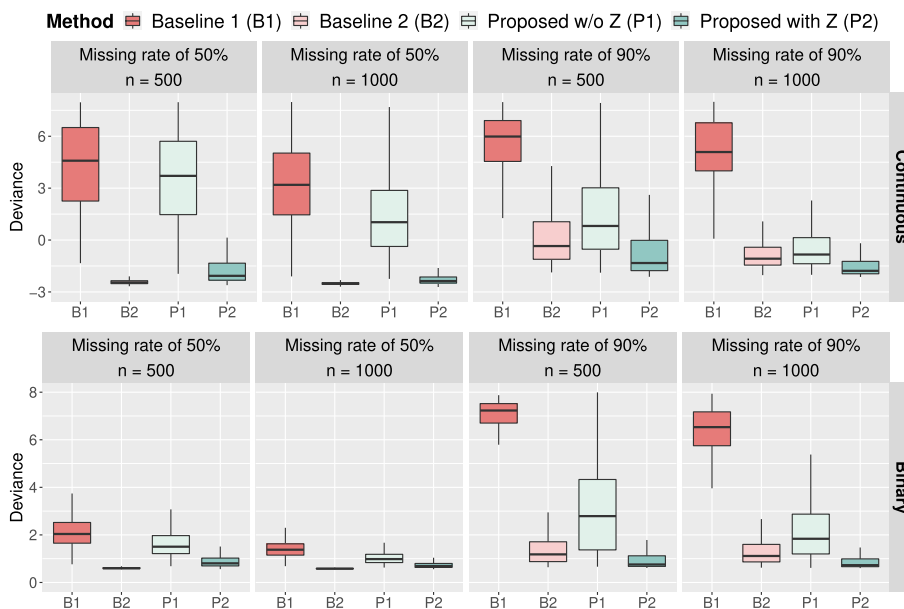 Method Baseline 1 (B1) Baseline 2 (B2) Proposed w/o Z (P1) Proposed with Z (P2)
Missing rate of 50% Missing rate of 50% Missing rate of 90% Missing rate of 90%
n = 500 n = 1000 n = 500 n = 1000
6
3
0
−3
Deviance
Continuous
B1 B2 P1 P2 B1 B2 P1 P2 B1 B2 P1 P2 B1 B2 P1 P2
Missing rate of 50% Missing rate of 50% Missing rate of 90% Missing rate of 90%
n = 500 n = 1000 n = 500 n = 1000
8
6
4
2
0
Deviance
Binary
B1 B2 P1 P2 B1 B2 P1 P2 B1 B2 P1 P2 B1 B2 P1 P2